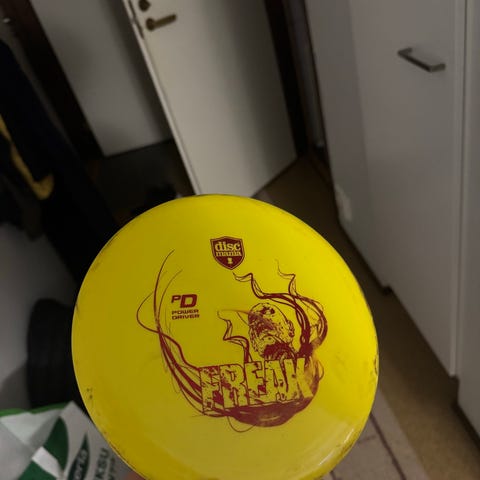 disc
mania
PD
POWER
DRIVER
FREAK